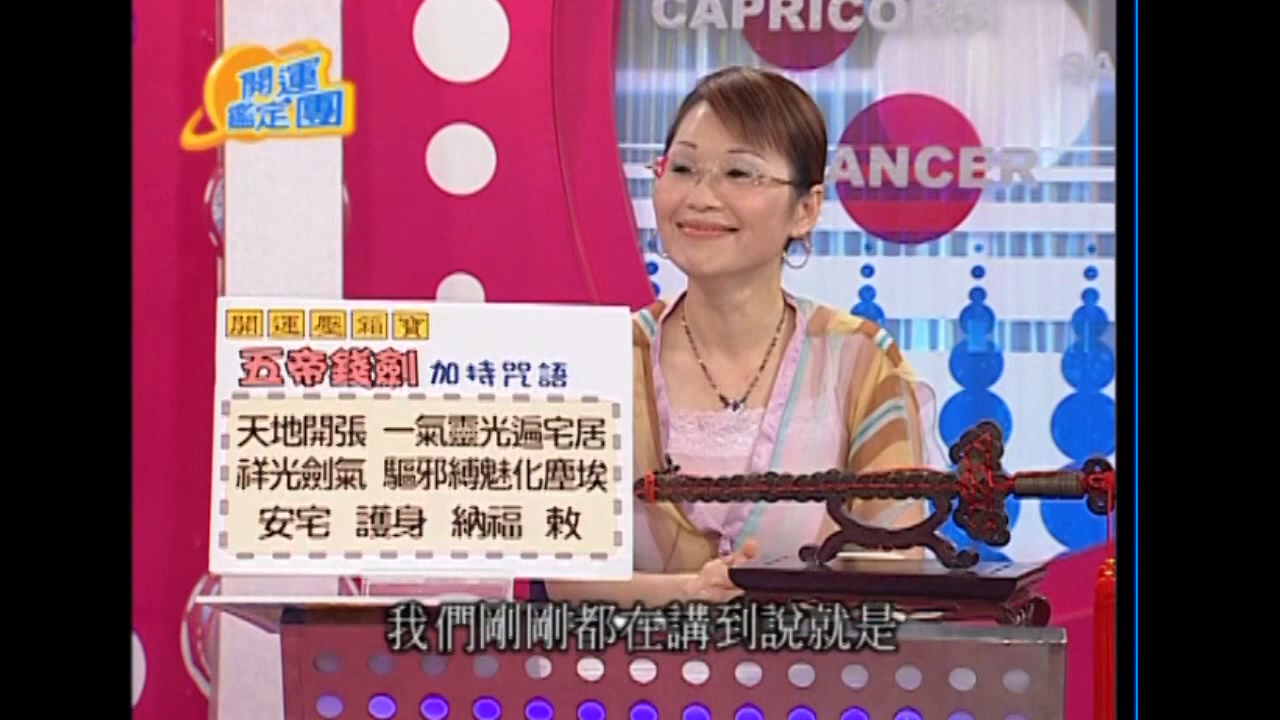 CAPRICORN
SA
開運
鑑定團
ANCER
開運壓箱寶
五帝錢劍 加持咒語
天地開張 一氣靈光遍宅居
祥光劍氣 驅邪縛魅化塵埃
安宅 護身 納福 敕
我們剛剛都在講到說就是